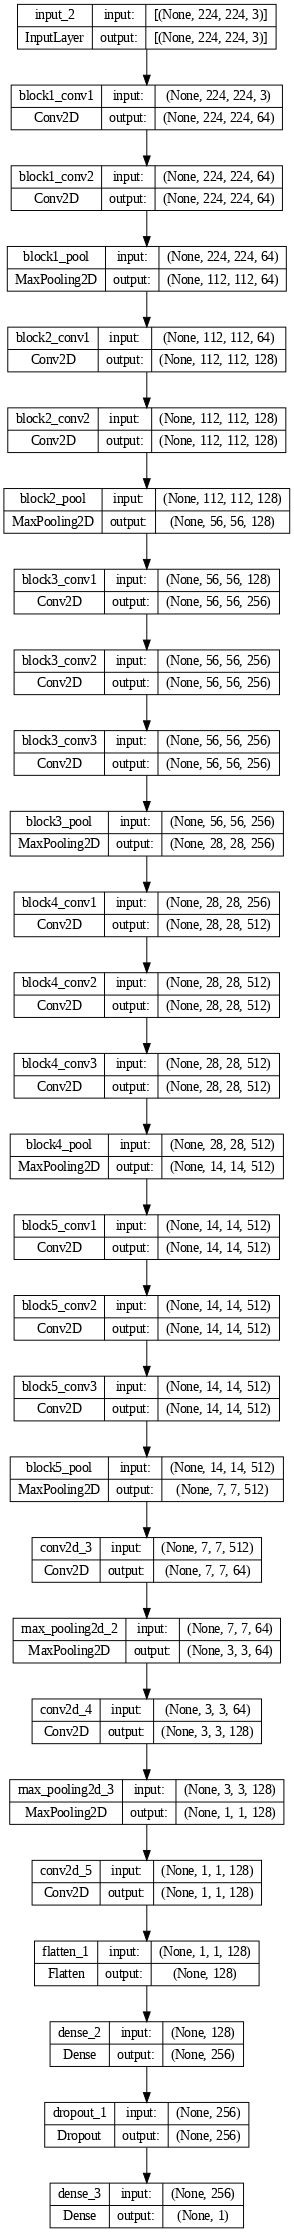 input_2 input: [(None, 224, 224, 3)]
InputLayer output: [(None, 224, 224, 3)]
block1_conv1 input: (None, 224, 224, 3)
Conv2D output: (None, 224, 224, 64)
block1_conv2 input: (None, 224, 224, 64)
Conv2D output: (None, 224, 224, 64)
block1_pool input: (None, 224, 224, 64)
MaxPooling2D output: (None, 112, 112, 64)
block2_conv1 input: (None, 112, 112, 64)
Conv2D output: (None, 112, 112, 128)
block2_conv2 input: (None, 112, 112, 128)
Conv2D output: (None, 112, 112, 128)
block2_pool input: (None, 112, 112, 128)
MaxPooling2D output: (None, 56, 56, 128)
block3_conv1 input: (None, 56, 56, 128)
Conv2D output: (None, 56, 56, 256)
block3_conv2 input: (None, 56, 56, 256)
Conv2D output: (None, 56, 56, 256)
block3_conv3 input: (None, 56, 56, 256)
Conv2D output: (None, 56, 56, 256)
block3_pool input: (None, 56, 56, 256)
MaxPooling2D output: (None, 28, 28, 256)
block4_conv1 input: (None, 28, 28, 256)
Conv2D output: (None, 28, 28, 512)
block4_conv2 input: (None, 28, 28, 512)
Conv2D output: (None, 28, 28, 512)
block4_conv3 input: (None, 28, 28, 512)
Conv2D output: (None, 28, 28, 512)
block4_pool input: (None, 28, 28, 512)
MaxPooling2D output: (None, 14, 14, 512)
block5_conv1 input: (None, 14, 14, 512)
Conv2D output: (None, 14, 14, 512)
block5_conv2 input: (None, 14, 14, 512)
Conv2D output: (None, 14, 14, 512)
block5_conv3 input: (None, 14, 14, 512)
Conv2D output: (None, 14, 14, 512)
block5_pool input: (None, 14, 14, 512)
MaxPooling2D output: (None, 7, 7, 512)
conv2d_3 input: (None, 7, 7, 512)
Conv2D output: (None, 7, 7, 64)
max_pooling2d_2 input: (None, 7, 7, 64)
MaxPooling2D output: (None, 3, 3, 64)
conv2d_4 input: (None, 3, 3, 64)
Conv2D output: (None, 3, 3, 128)
max_pooling2d_3 input: (None, 3, 3, 128)
MaxPooling2D output: (None, 1, 1, 128)
conv2d_5 input: (None, 1, 1, 128)
Conv2D output: (None, 1, 1, 128)
flatten_1 input: (None, 1, 1, 128)
Flatten output: (None, 128)
dense_2 input: (None, 128)
Dense output: (None, 256)
dropout_1 input: (None, 256)
Dropout output: (None, 256)
dense_3 input: (None, 256)
Dense output: (None, 1)